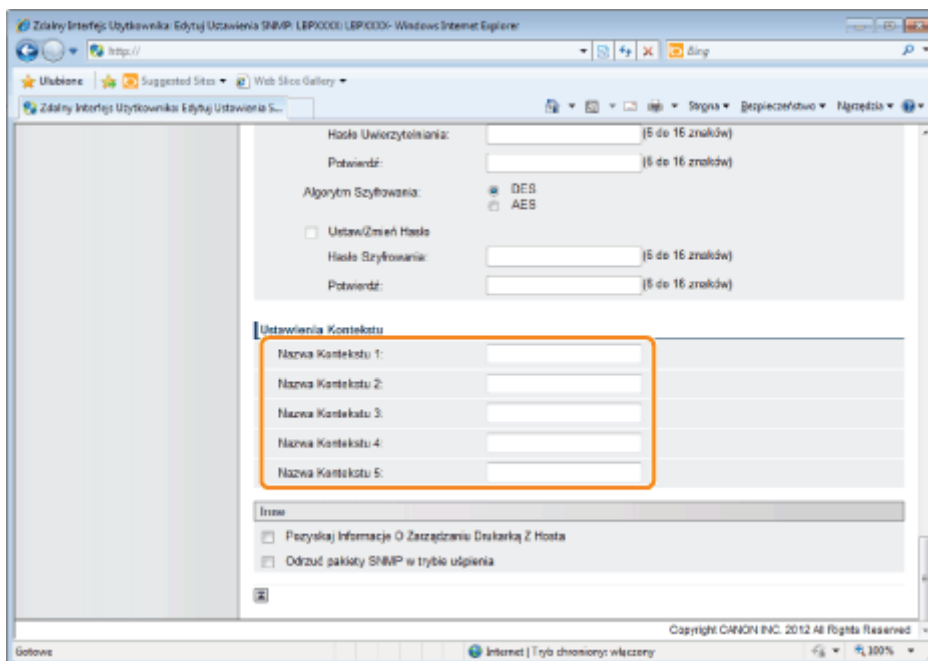 Zdalny Interfejs Użytkownika: Edytuj Ustawienia SNMP: LBPXXXX: LBPXXXX- Windows Internet Explorer
http://
Bing
Ulubione Suggested Sites Web Slice Gallery
Zdalny Interfejs Użytkownika: Edytuj Ustawienia S... Strona Bezpieczeństwo Narzędzia
Hasło Uwierzytelniania: (6 do 16 znaków)
Potwierdź: (6 do 16 znaków)
Algorytm Szyfrowania: DES
AES
Ustaw/Zmień Hasło
Hasło Szyfrowania: (6 do 16 znaków)
Potwierdź: (6 do 16 znaków)
Ustawienia Kontekstu
Nazwa Kontekstu 1:
Nazwa Kontekstu 2:
Nazwa Kontekstu 3:
Nazwa Kontekstu 4:
Nazwa Kontekstu 5:
Inne
Pozyskaj Informacje O Zarządzaniu Drukarką Z Hosta
Odrzuć pakiety SNMP w trybie uśpienia
Copyright CANON INC. 2012 All Rights Reserved
Gotowe Internet | Tryb chroniony: włączony 100%